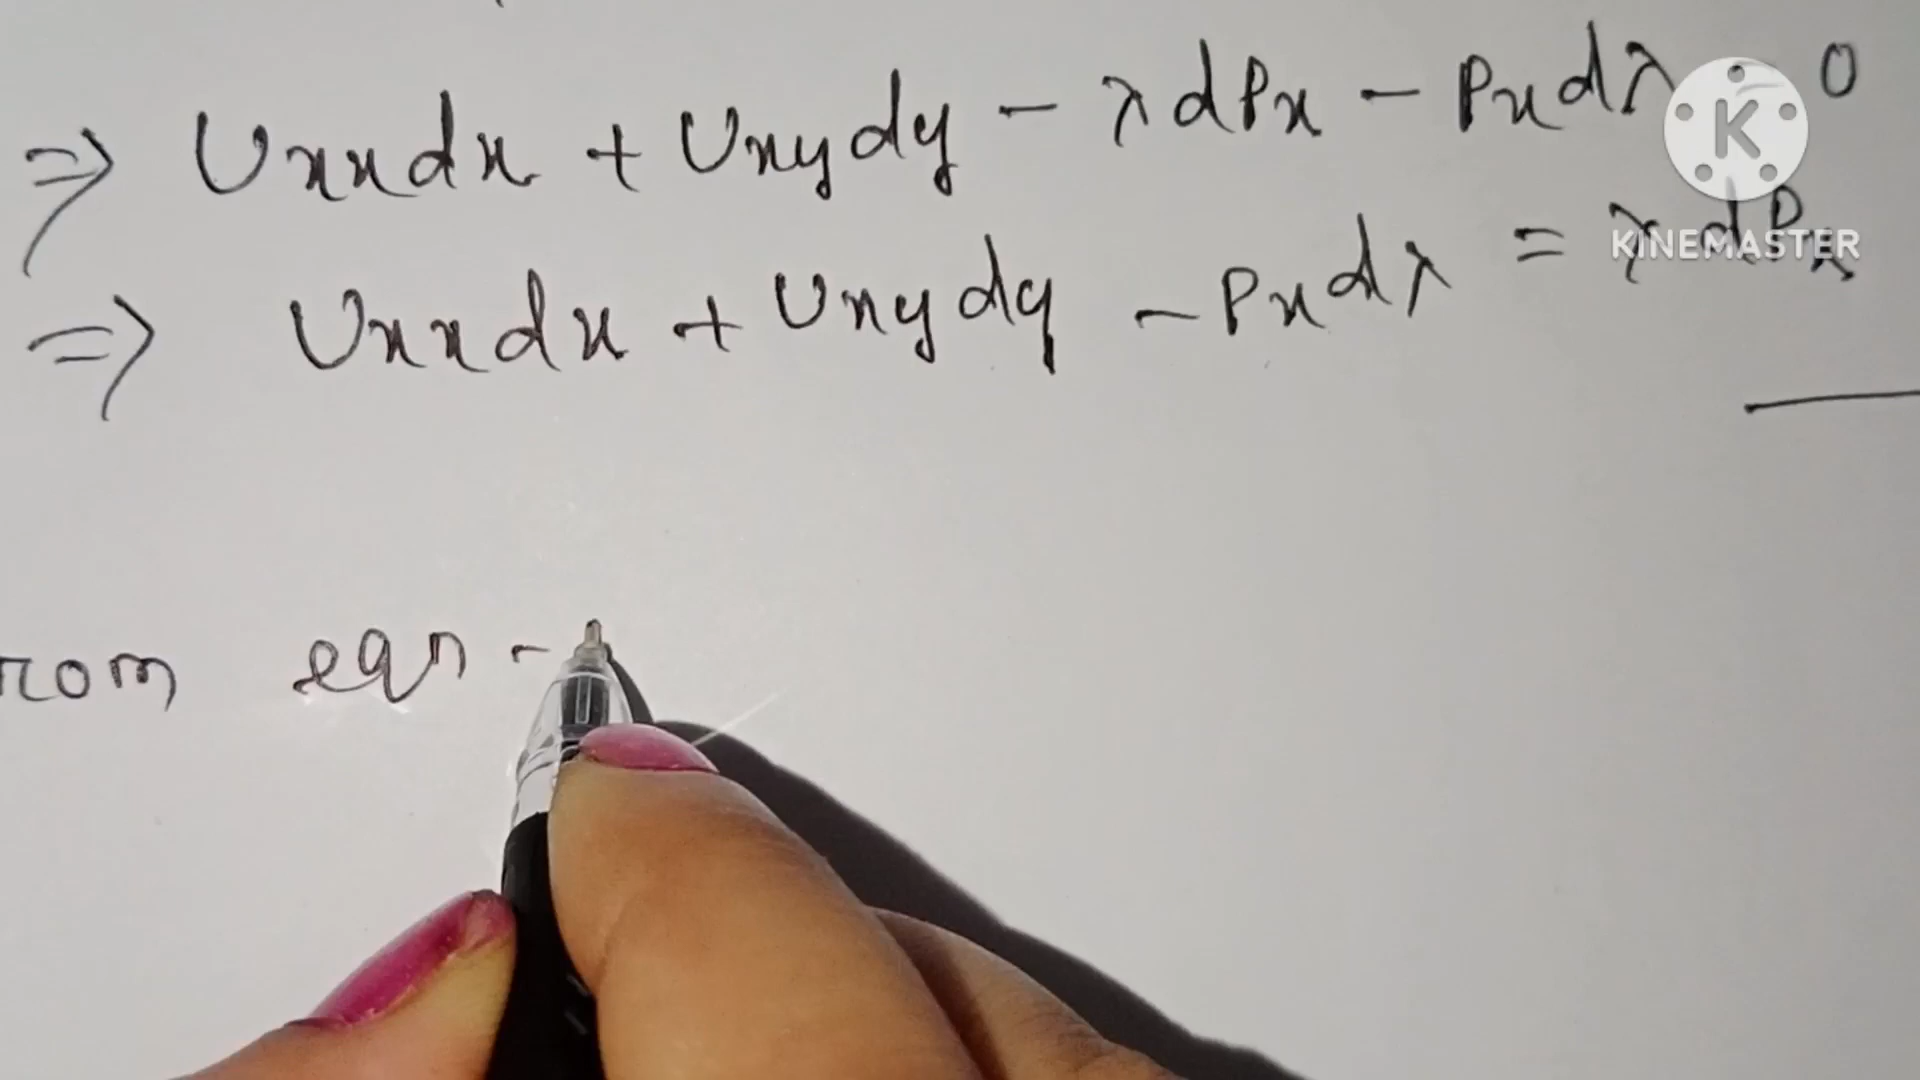 ⇒ Uxxdx + Uxydy - λdPx - Pxdλ = 0
⇒ Uxxdx + Uxydy - Pxdλ = λdPx
rom eqn -
K
KINEMASTER